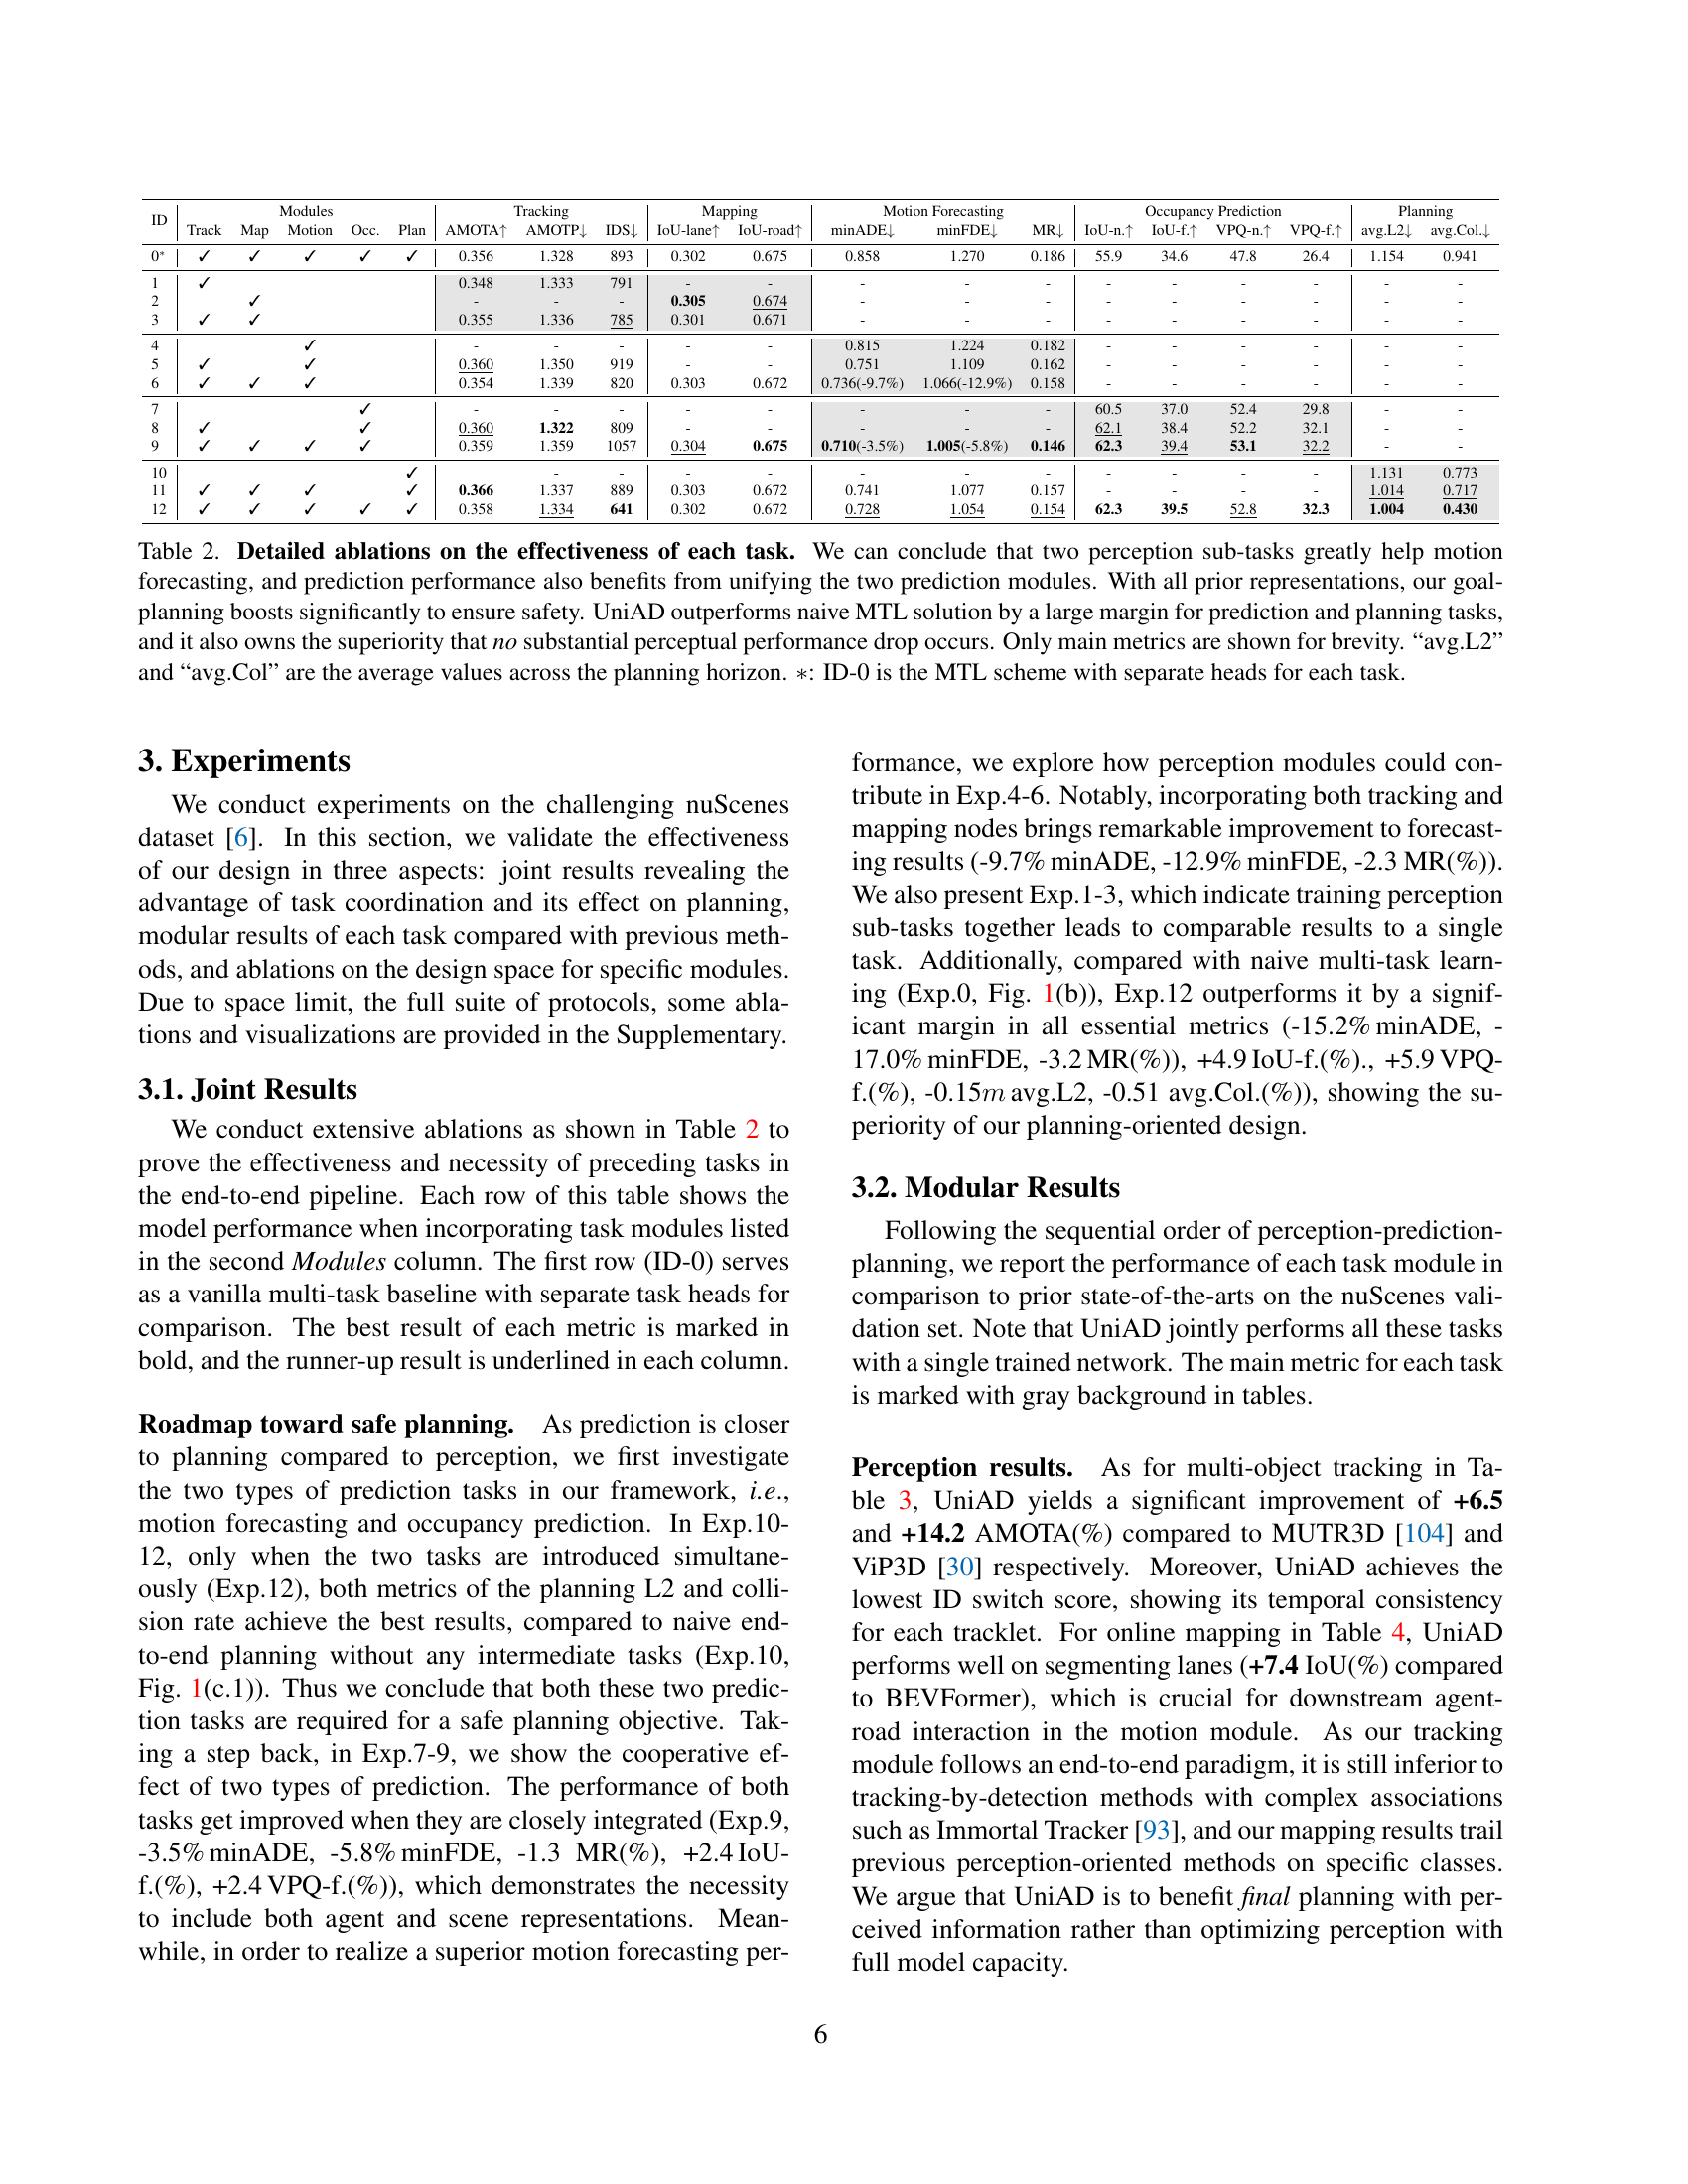 ID Modules Tracking Mapping Motion Forecasting Occupancy Prediction Planning
Track Map Motion Occ. Plan AMOTA↑ AMOTP↓ IDS↓ IoU-lane↑ IoU-road↑ minADE↓ minFDE↓ MR↓ IoU-n.↑ IoU-f.↑ VPQ-n.↑ VPQ-f.↑ avg.L2↓ avg.Col.↓
0* ✓ ✓ ✓ ✓ ✓ 0.356 1.328 893 0.302 0.675 0.858 1.270 0.186 55.9 34.6 47.8 26.4 1.154 0.941
1 ✓ 0.348 1.333 791 - - - - - - - - - - -
2 ✓ - - - 0.305 0.674 - - - - - - - - -
3 ✓ ✓ 0.355 1.336 785 0.301 0.671 - - - - - - - - -
4 ✓ - - - - - 0.815 1.224 0.182 - - - - - -
5 ✓ ✓ 0.360 1.350 919 - - 0.751 1.109 0.162 - - - - - -
6 ✓ ✓ ✓ 0.354 1.339 820 0.303 0.672 0.736(-9.7%) 1.066(-12.9%) 0.158 - - - - - -
7 ✓ - - - - - - - - 60.5 37.0 52.4 29.8 - -
8 ✓ ✓ 0.360 1.322 809 - - - - - 62.1 38.4 52.2 32.1 - -
9 ✓ ✓ ✓ ✓ 0.359 1.359 1057 0.304 0.675 0.710(-3.5%) 1.005(-5.8%) 0.146 62.3 39.4 53.1 32.2 - -
10 ✓ - - - - - - - - - - - 1.131 0.773
11 ✓ ✓ ✓ ✓ 0.366 1.337 889 0.303 0.672 0.741 1.077 0.157 - - - - 1.014 0.717
12 ✓ ✓ ✓ ✓ ✓ 0.358 1.334 641 0.302 0.672 0.728 1.054 0.154 62.3 39.5 52.8 32.3 1.004 0.430
Table 2. Detailed ablations on the effectiveness of each task. We can conclude that two perception sub-tasks greatly help motion
forecasting, and prediction performance also benefits from unifying the two prediction modules. With all prior representations, our goal-
planning boosts significantly to ensure safety. UniAD outperforms naive MTL solution by a large margin for prediction and planning tasks,
and it also owns the superiority that no substantial perceptual performance drop occurs. Only main metrics are shown for brevity. “avg.L2”
and “avg.Col” are the average values across the planning horizon. ∗: ID-0 is the MTL scheme with separate heads for each task.
3. Experiments
We conduct experiments on the challenging nuScenes
dataset [6]. In this section, we validate the effectiveness
of our design in three aspects: joint results revealing the
advantage of task coordination and its effect on planning,
modular results of each task compared with previous meth-
ods, and ablations on the design space for specific modules.
Due to space limit, the full suite of protocols, some abla-
tions and visualizations are provided in the Supplementary.
3.1. Joint Results
We conduct extensive ablations as shown in Table 2 to
prove the effectiveness and necessity of preceding tasks in
the end-to-end pipeline. Each row of this table shows the
model performance when incorporating task modules listed
in the second Modules column. The first row (ID-0) serves
as a vanilla multi-task baseline with separate task heads for
comparison. The best result of each metric is marked in
bold, and the runner-up result is underlined in each column.
Roadmap toward safe planning. As prediction is closer
to planning compared to perception, we first investigate
the two types of prediction tasks in our framework, i.e.,
motion forecasting and occupancy prediction. In Exp.10-
12, only when the two tasks are introduced simultane-
ously (Exp.12), both metrics of the planning L2 and colli-
sion rate achieve the best results, compared to naive end-
to-end planning without any intermediate tasks (Exp.10,
Fig. 1(c.1)). Thus we conclude that both these two predic-
tion tasks are required for a safe planning objective. Tak-
ing a step back, in Exp.7-9, we show the cooperative ef-
fect of two types of prediction. The performance of both
tasks get improved when they are closely integrated (Exp.9,
-3.5% minADE, -5.8% minFDE, -1.3 MR(%), +2.4 IoU-
f.(%), +2.4 VPQ-f.(%)), which demonstrates the necessity
to include both agent and scene representations. Mean-
while, in order to realize a superior motion forecasting per-
formance, we explore how perception modules could con-
tribute in Exp.4-6. Notably, incorporating both tracking and
mapping nodes brings remarkable improvement to forecast-
ing results (-9.7% minADE, -12.9% minFDE, -2.3 MR(%)).
We also present Exp.1-3, which indicate training perception
sub-tasks together leads to comparable results to a single
task. Additionally, compared with naive multi-task learn-
ing (Exp.0, Fig. 1(b)), Exp.12 outperforms it by a signif-
icant margin in all essential metrics (-15.2% minADE, -
17.0% minFDE, -3.2 MR(%)), +4.9 IoU-f.(%)., +5.9 VPQ-
f.(%), -0.15m avg.L2, -0.51 avg.Col.(%)), showing the su-
periority of our planning-oriented design.
3.2. Modular Results
Following the sequential order of perception-prediction-
planning, we report the performance of each task module in
comparison to prior state-of-the-arts on the nuScenes vali-
dation set. Note that UniAD jointly performs all these tasks
with a single trained network. The main metric for each task
is marked with gray background in tables.
Perception results. As for multi-object tracking in Ta-
ble 3, UniAD yields a significant improvement of +6.5
and +14.2 AMOTA(%) compared to MUTR3D [104] and
ViP3D [30] respectively. Moreover, UniAD achieves the
lowest ID switch score, showing its temporal consistency
for each tracklet. For online mapping in Table 4, UniAD
performs well on segmenting lanes (+7.4 IoU(%) compared
to BEVFormer), which is crucial for downstream agent-
road interaction in the motion module. As our tracking
module follows an end-to-end paradigm, it is still inferior to
tracking-by-detection methods with complex associations
such as Immortal Tracker [93], and our mapping results trail
previous perception-oriented methods on specific classes.
We argue that UniAD is to benefit final planning with per-
ceived information rather than optimizing perception with
full model capacity.
6